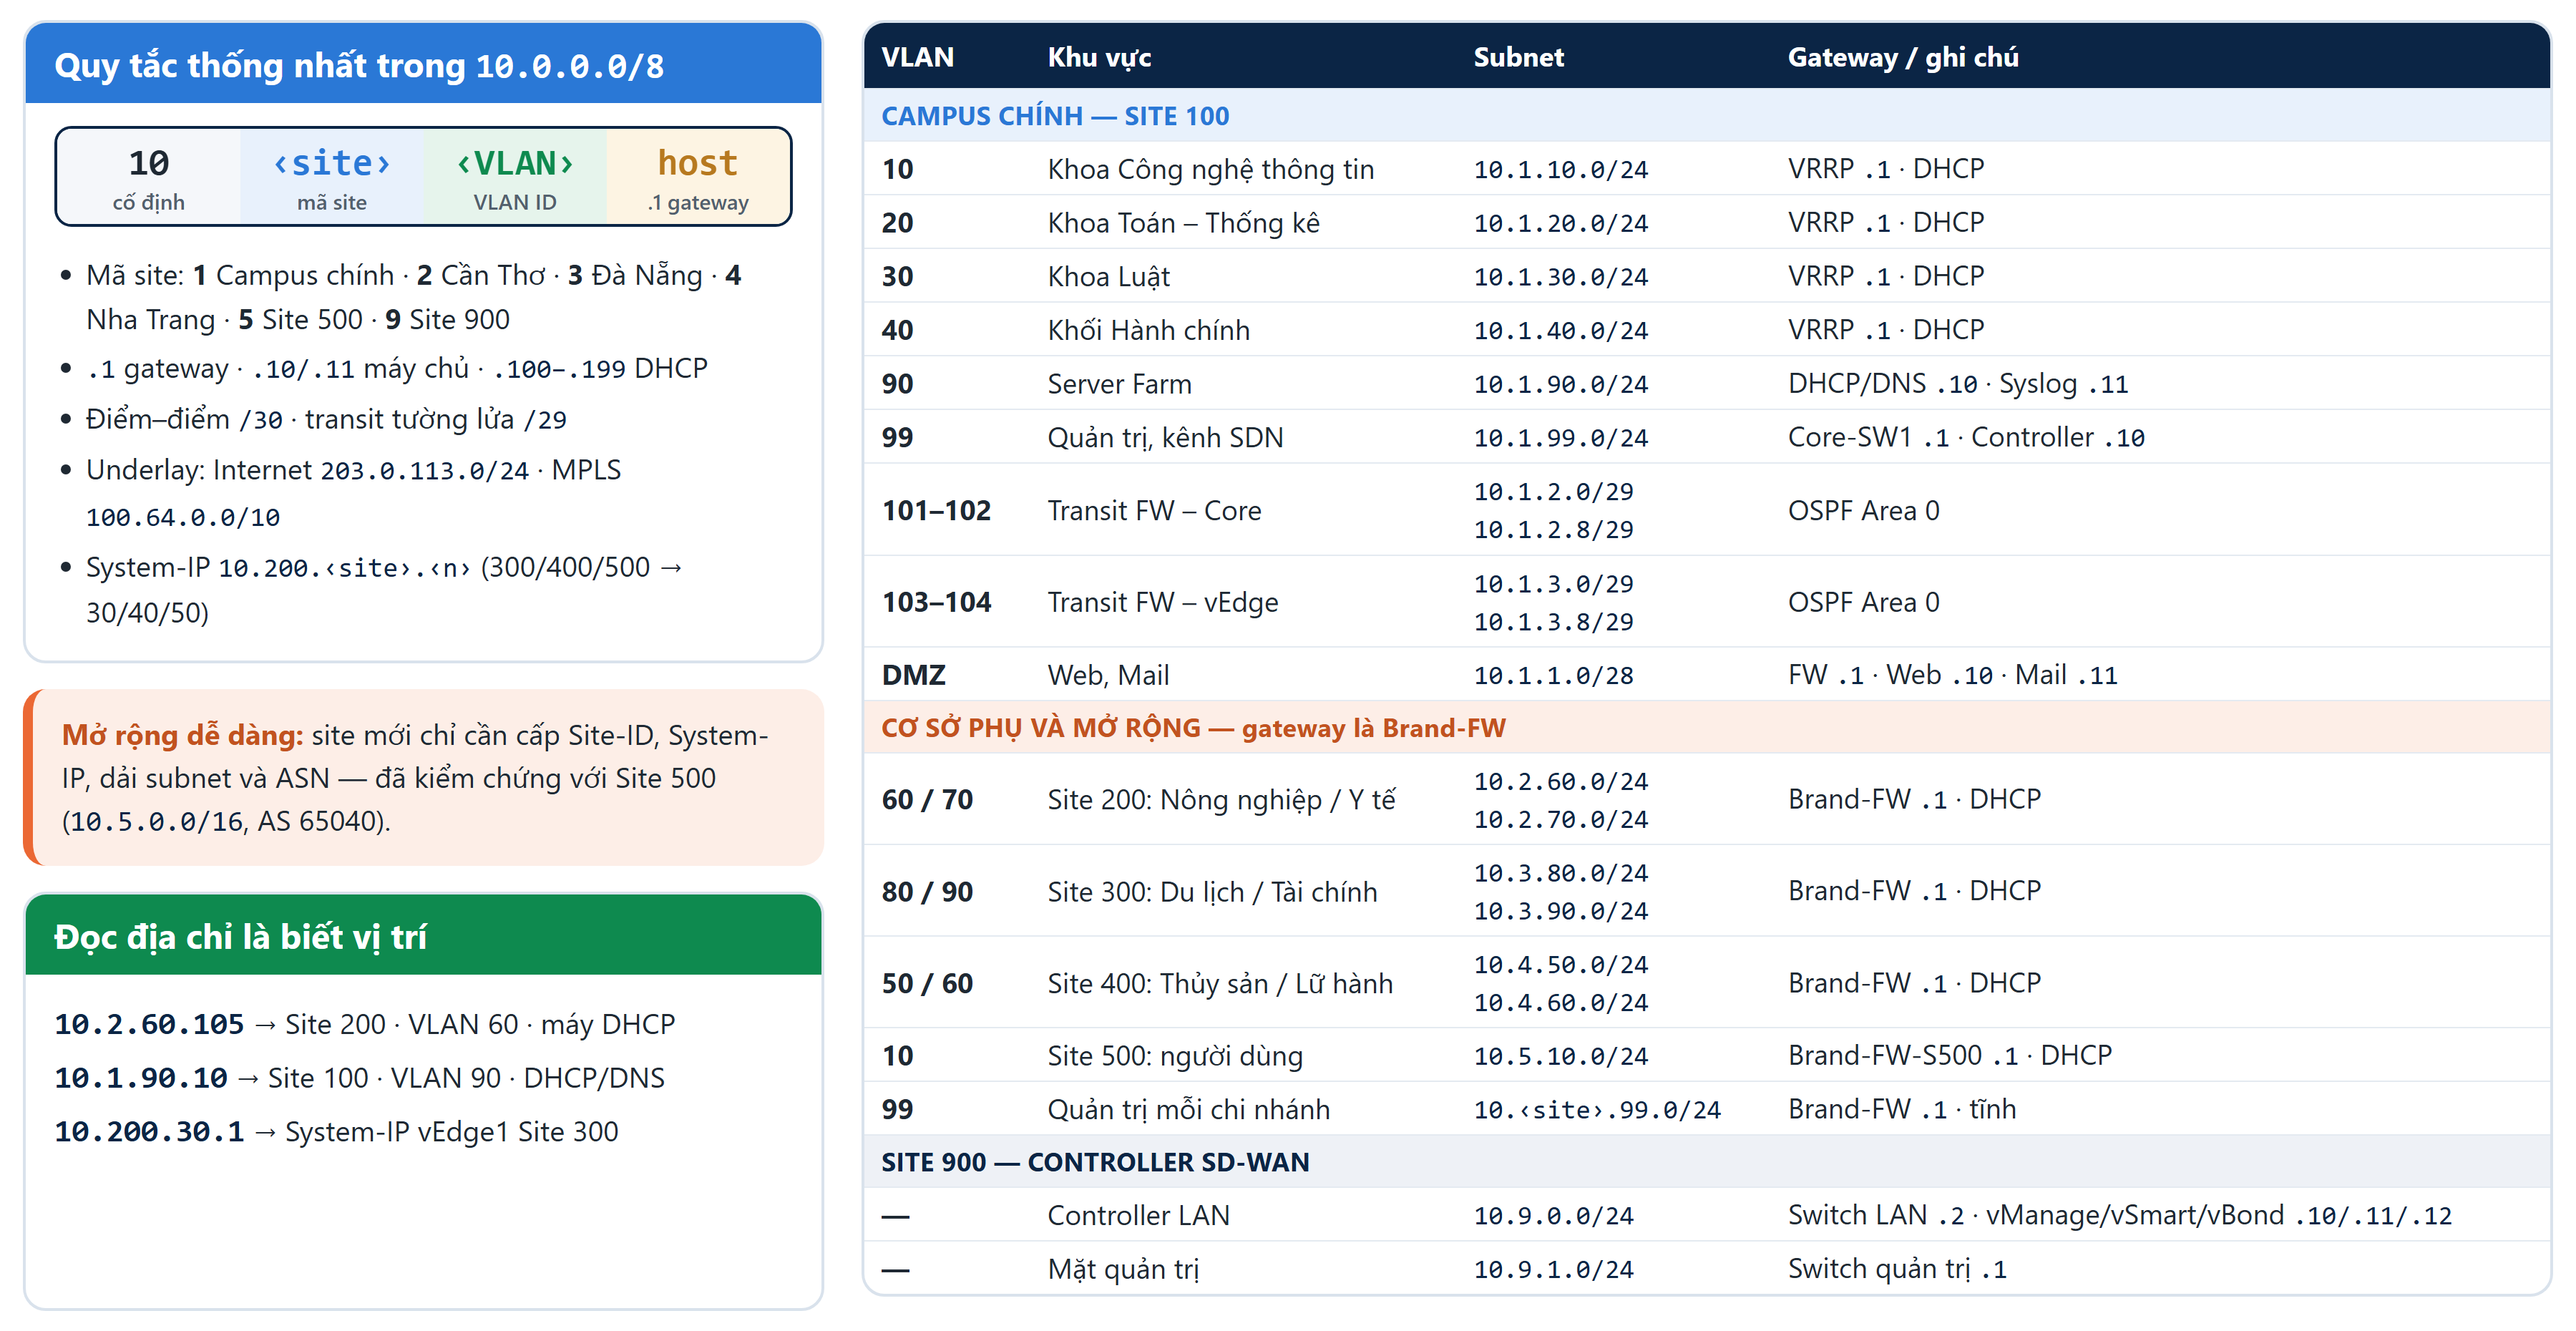 Quy tắc thống nhất trong 10.0.0.0/8
10 ‹site› ‹VLAN› host
cố định mã site VLAN ID .1 gateway
• Mã site: 1 Campus chính · 2 Cần Thơ · 3 Đà Nẵng · 4
Nha Trang · 5 Site 500 · 9 Site 900
• .1 gateway · .10/.11 máy chủ · .100–.199 DHCP
• Điểm–điểm /30 · transit tường lửa /29
• Underlay: Internet 203.0.113.0/24 · MPLS
100.64.0.0/10
• System-IP 10.200.‹site›.‹n› (300/400/500 →
30/40/50)
Mở rộng dễ dàng: site mới chỉ cần cấp Site-ID, System-
IP, dải subnet và ASN — đã kiểm chứng với Site 500
(10.5.0.0/16, AS 65040).
Đọc địa chỉ là biết vị trí
10.2.60.105 → Site 200 · VLAN 60 · máy DHCP
10.1.90.10 → Site 100 · VLAN 90 · DHCP/DNS
10.200.30.1 → System-IP vEdge1 Site 300
VLAN Khu vực Subnet Gateway / ghi chú
CAMPUS CHÍNH — SITE 100
10 Khoa Công nghệ thông tin 10.1.10.0/24 VRRP .1 · DHCP
20 Khoa Toán – Thống kê 10.1.20.0/24 VRRP .1 · DHCP
30 Khoa Luật 10.1.30.0/24 VRRP .1 · DHCP
40 Khối Hành chính 10.1.40.0/24 VRRP .1 · DHCP
90 Server Farm 10.1.90.0/24 DHCP/DNS .10 · Syslog .11
99 Quản trị, kênh SDN 10.1.99.0/24 Core-SW1 .1 · Controller .10
101–102 Transit FW – Core 10.1.2.0/29 OSPF Area 0
10.1.2.8/29
103–104 Transit FW – vEdge 10.1.3.0/29 OSPF Area 0
10.1.3.8/29
DMZ Web, Mail 10.1.1.0/28 FW .1 · Web .10 · Mail .11
CƠ SỞ PHỤ VÀ MỞ RỘNG — gateway là Brand-FW
60 / 70 Site 200: Nông nghiệp / Y tế 10.2.60.0/24 Brand-FW .1 · DHCP
10.2.70.0/24
80 / 90 Site 300: Du lịch / Tài chính 10.3.80.0/24 Brand-FW .1 · DHCP
10.3.90.0/24
50 / 60 Site 400: Thủy sản / Lữ hành 10.4.50.0/24 Brand-FW .1 · DHCP
10.4.60.0/24
10 Site 500: người dùng 10.5.10.0/24 Brand-FW-S500 .1 · DHCP
99 Quản trị mỗi chi nhánh 10.‹site›.99.0/24 Brand-FW .1 · tĩnh
SITE 900 — CONTROLLER SD-WAN
— Controller LAN 10.9.0.0/24 Switch LAN .2 · vManage/vSmart/vBond .10/.11/.12
— Mặt quản trị 10.9.1.0/24 Switch quản trị .1